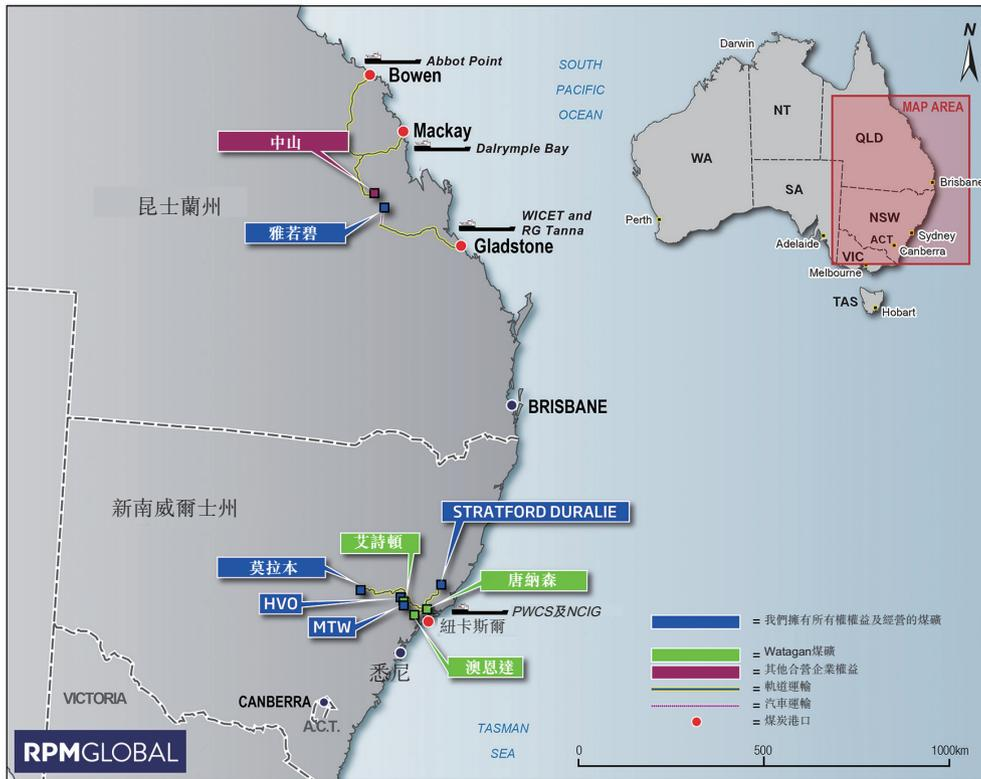 Abbot Point
Bowen
SOUTH
PACIFIC
OCEAN
Mackay
中山
Dalrymple Bay
昆士蘭州
雅若碧
WICET and
RG Tanna
Gladstone
N
Darwin
MAP AREA
NT
QLD
WA
SA
Brisbane
NSW
Perth
ACT
Sydney
Adelaide
Canberra
VIC
Melbourne
TAS
Hobart
BRISBANE
新南威爾士州
STRATFORD DURALIE
艾詩頓
莫拉本
唐納森
HVO
PWCS及NCIG
紐卡斯爾
MTW
澳恩達
悉尼
VICTORIA
CANBERRA
A.C.T.
TASMAN
SEA
= 我們擁有所有權權益及經營的煤礦
= Watagan煤礦
= 其他合營企業權益
= 軌道運輸
= 汽車運輸
= 煤炭港口
0 500 1000km
RPMGLOBAL